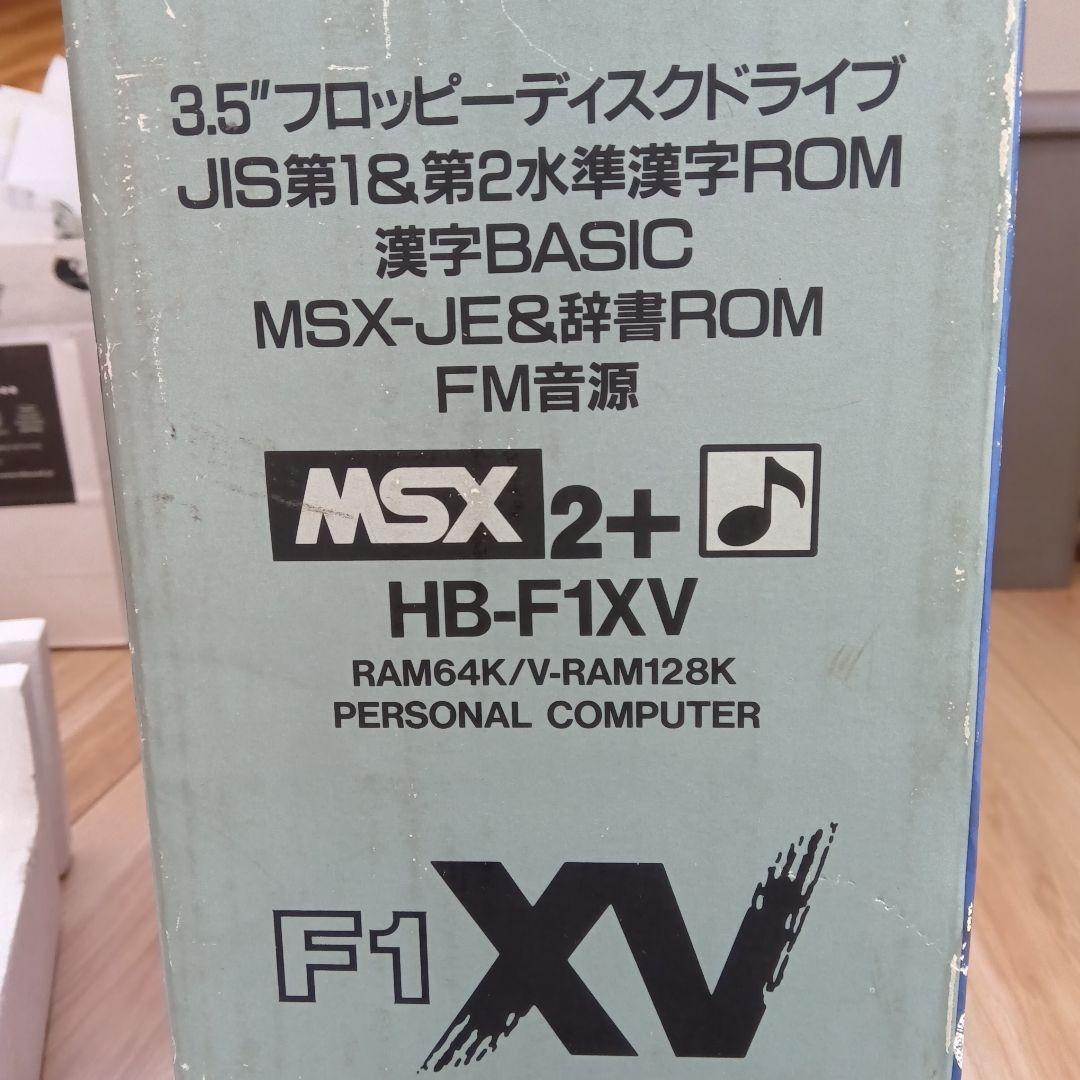 3.5"フロッピーディスクドライブ
JIS第1&第2水準漢字ROM
漢字BASIC
MSX-JE&辞書ROM
FM音源
MSX 2+
HB-F1XV
RAM64K/V-RAM128K
PERSONAL COMPUTER
F1XV